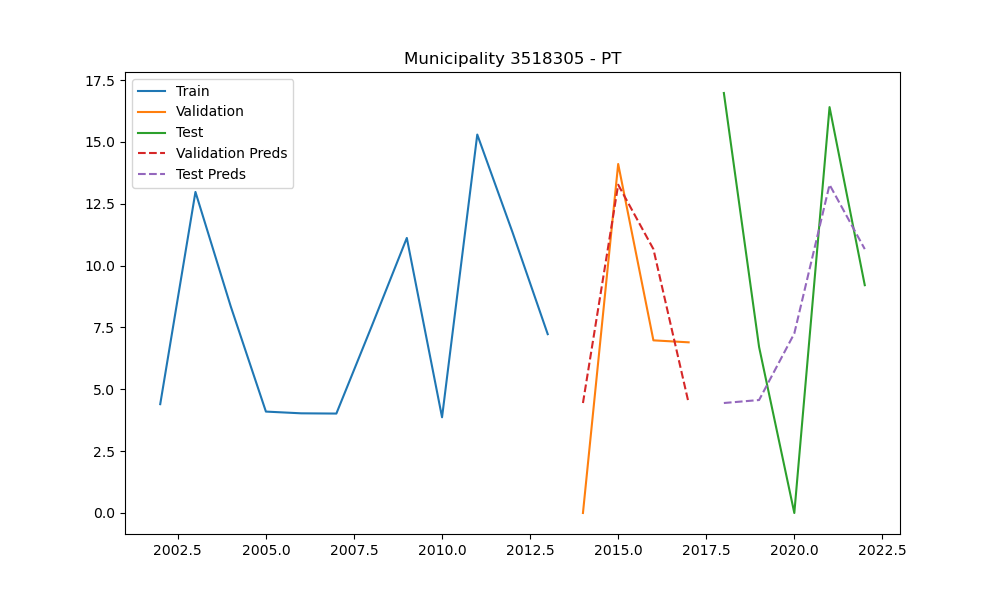 Municipality 3518305 - PT
17.5
15.0
12.5
10.0
7.5
5.0
2.5
0.0
Train
Validation
Test
Validation Preds
Test Preds
2002.5 2005.0 2007.5 2010.0 2012.5 2015.0 2017.5 2020.0 2022.5